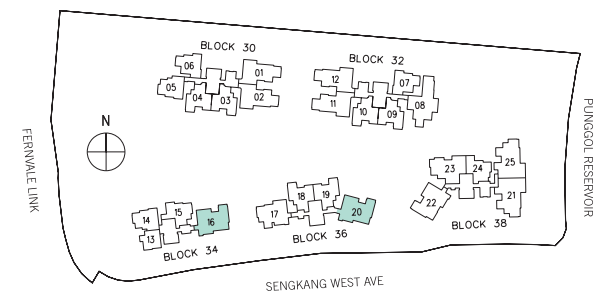 BLOCK 30
06
01
05
04
03
02
BLOCK 32
12
07
11
10
09
08
N
FERNVALE LINK
PUNGGOL RESERVOIR
14
15
16
13
BLOCK 34
18
19
17
20
BLOCK 36
23
24
25
22
21
BLOCK 38
SENGKANG WEST AVE